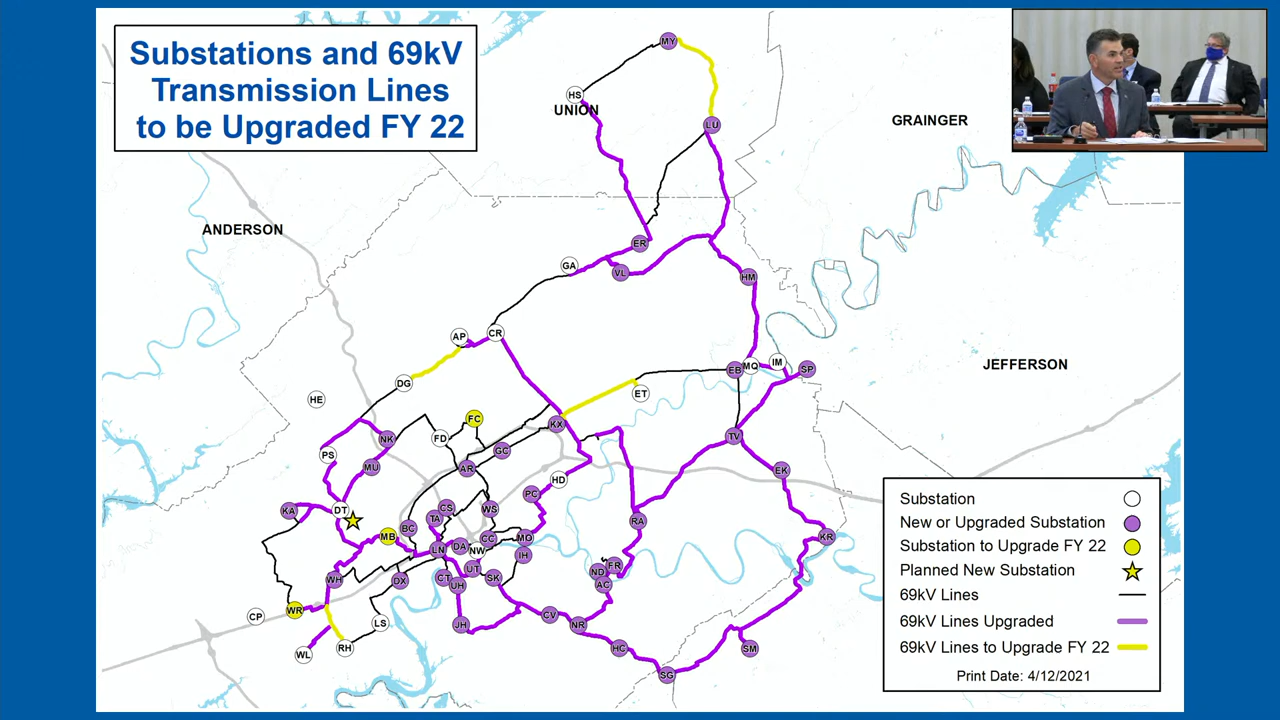 Substations and 69kV
Transmission Lines
to be Upgraded FY 22
MY
HS
UNION
LU
GRAINGER
ANDERSON
ER
GA
VL
HM
AP
CR
JEFFERSON
EB
MQ
IM
SP
DG
ET
HE
FC
KX
NK
FD
TV
PS
GC
MU
AR
EK
HD
PC
KA
DT
CS
WS
TA
RA
BC
MB
CC
MO
KR
LN
DA
NW
IH
UT
FR
ND
WH
DX
CT
UH
SK
AC
WR
CP
LS
JH
CV
NR
WL
RH
HC
SM
SG
Substation
New or Upgraded Substation
Substation to Upgrade FY 22
Planned New Substation
69kV Lines
69kV Lines Upgraded
69kV Lines to Upgrade FY 22
Print Date: 4/12/2021